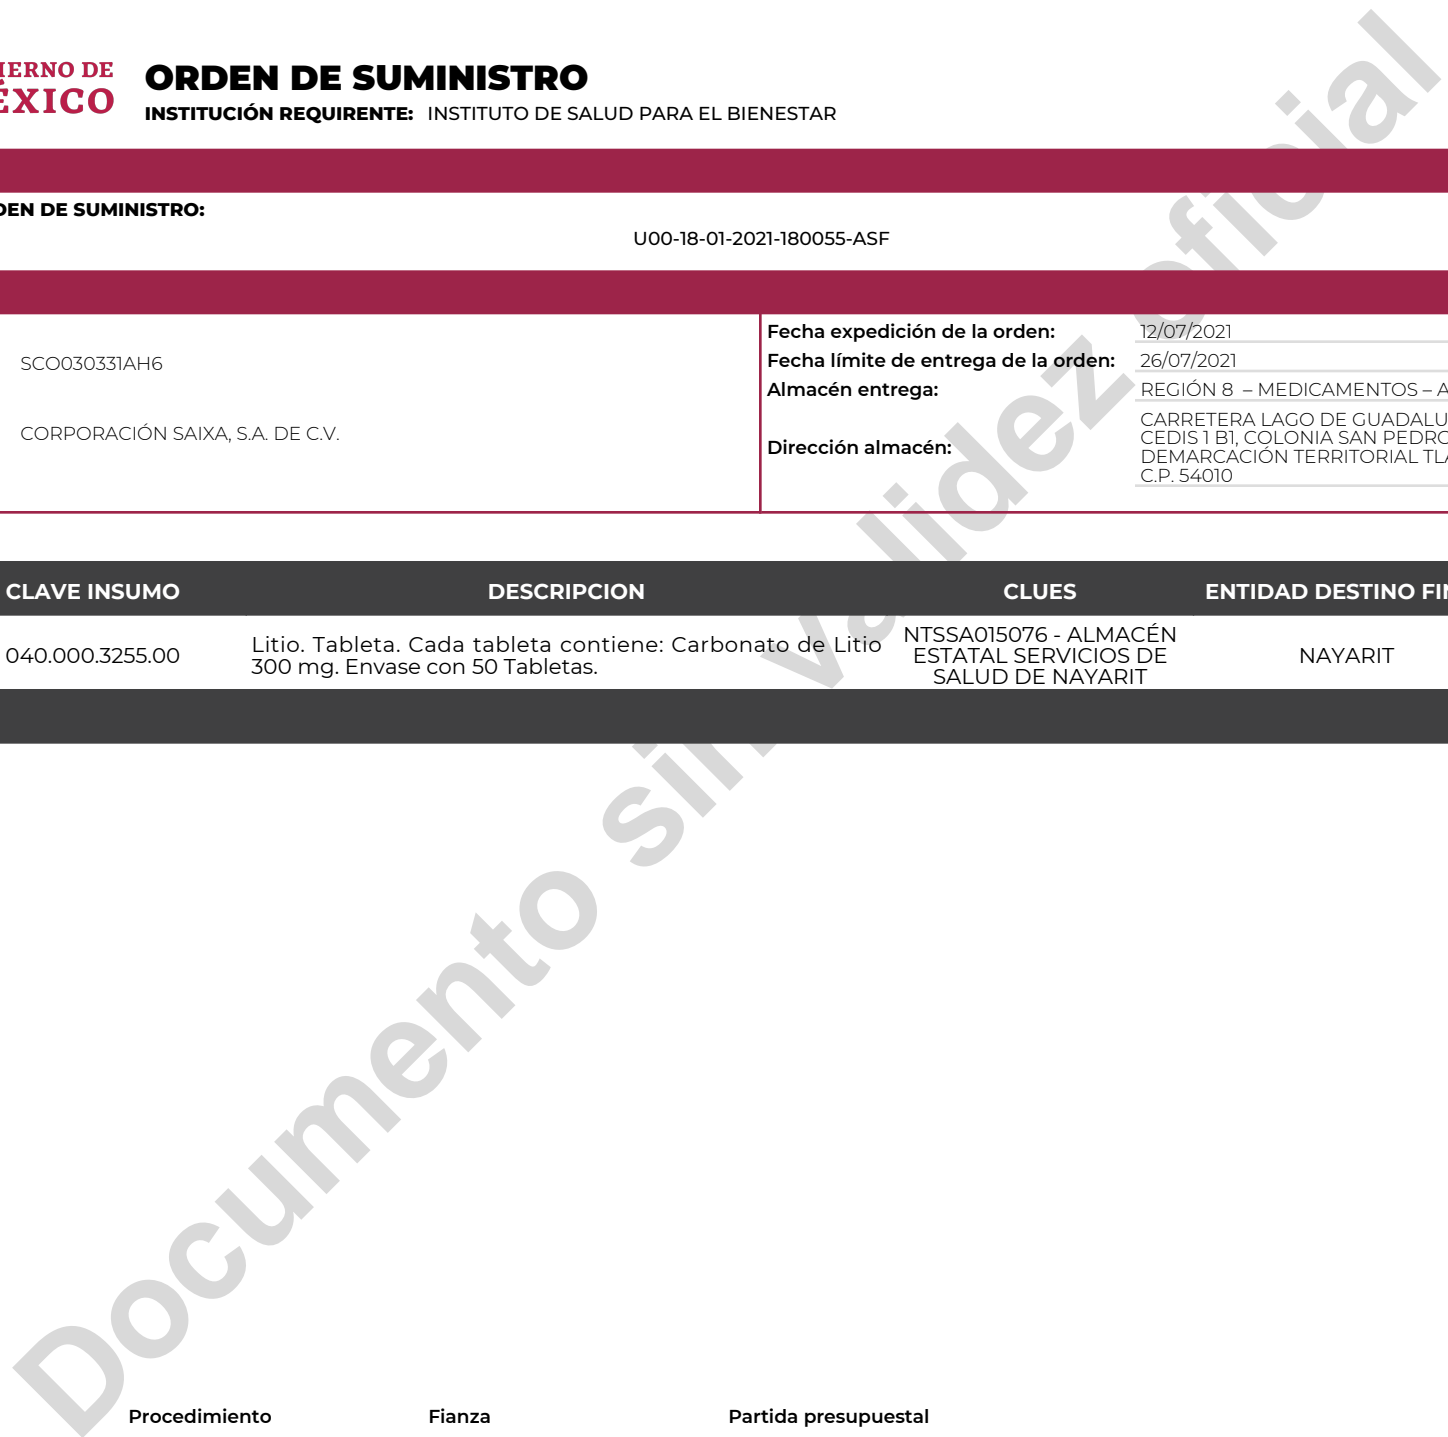 IERNO DE
ÉXICO
ORDEN DE SUMINISTRO
INSTITUCIÓN REQUIRENTE: INSTITUTO DE SALUD PARA EL BIENESTAR
DEN DE SUMINISTRO:
U00-18-01-2021-180055-ASF
SCO030331AH6
CORPORACIÓN SAIXA, S.A. DE C.V.
Fecha expedición de la orden: 12/07/2021
Fecha límite de entrega de la orden: 26/07/2021
Almacén entrega: REGIÓN 8 – MEDICAMENTOS – A
Dirección almacén:
CARRETERA LAGO DE GUADALU
CEDIS 1 B1, COLONIA SAN PEDRO
DEMARCACIÓN TERRITORIAL TLA
C.P. 54010
CLAVE INSUMO DESCRIPCION CLUES ENTIDAD DESTINO FIN
040.000.3255.00
Litio. Tableta. Cada tableta contiene: Carbonato de Litio
300 mg. Envase con 50 Tabletas.
NTSSA015076 - ALMACÉN
ESTATAL SERVICIOS DE
SALUD DE NAYARIT
NAYARIT
Documento sin validez oficial
Procedimiento Fianza Partida presupuestal